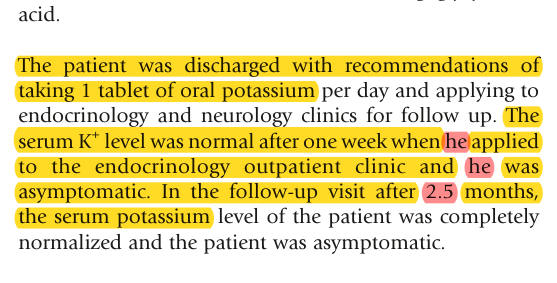 acid.
The patient was discharged with recommendations of
taking 1 tablet of oral potassium per day and applying to
endocrinology and neurology clinics for follow up. The
serum K⁺ level was normal after one week when he applied
to the endocrinology outpatient clinic and he was
asymptomatic. In the follow-up visit after 2.5 months,
the serum potassium level of the patient was completely
normalized and the patient was asymptomatic.